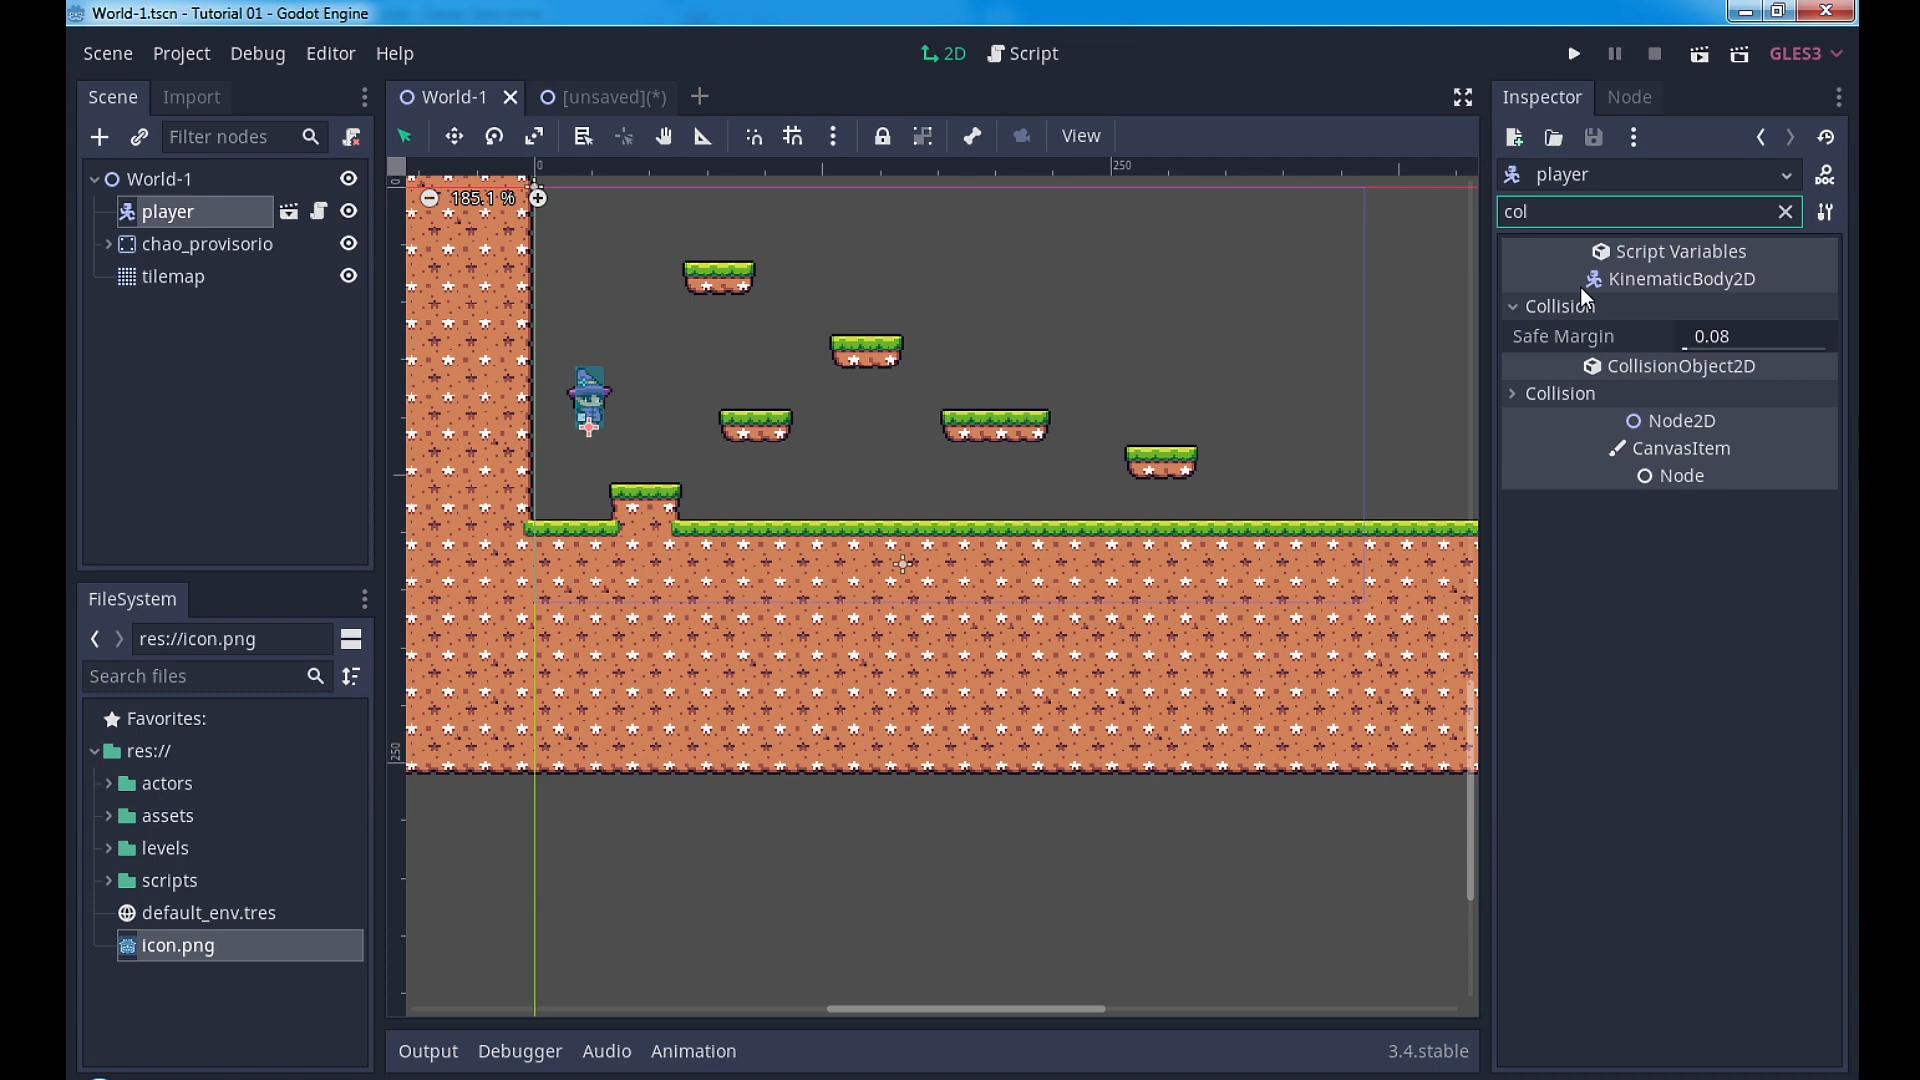 World-1.tscn - Tutorial 01 - Godot Engine
Scene Project Debug Editor Help
2D Script
GLES3
Scene Import
Filter nodes
World-1
player
chao_provisorio
tilemap
FileSystem
res://icon.png
Search files
Favorites:
res://
actors
assets
levels
scripts
default_env.tres
icon.png
World-1 [unsaved](*)
View
0
250
0
185.1 %
250
Output Debugger Audio Animation
3.4.stable
Inspector Node
player
col
Script Variables
KinematicBody2D
Collision
Safe Margin 0.08
CollisionObject2D
Collision
Node2D
CanvasItem
Node